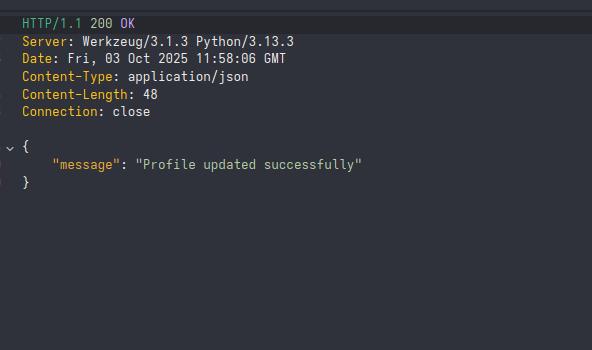 HTTP/1.1 200 OK
Server: Werkzeug/3.1.3 Python/3.13.3
Date: Fri, 03 Oct 2025 11:58:06 GMT
Content-Type: application/json
Content-Length: 48
Connection: close

{
    "message": "Profile updated successfully"
}